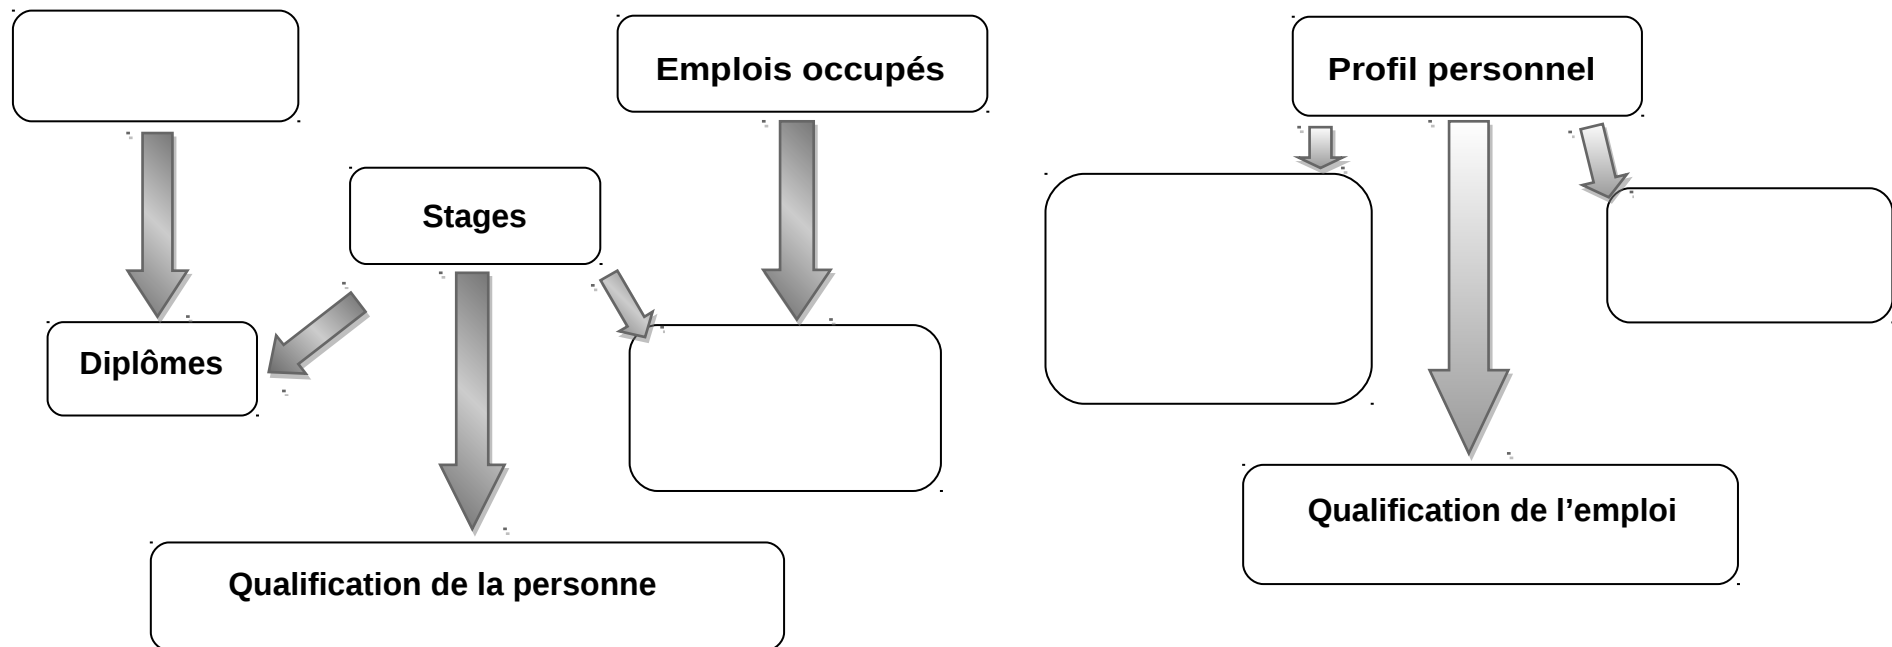 Emplois occupés
Profil personnel
Stages
Diplômes
Qualification de l’emploi
Qualification de la personne